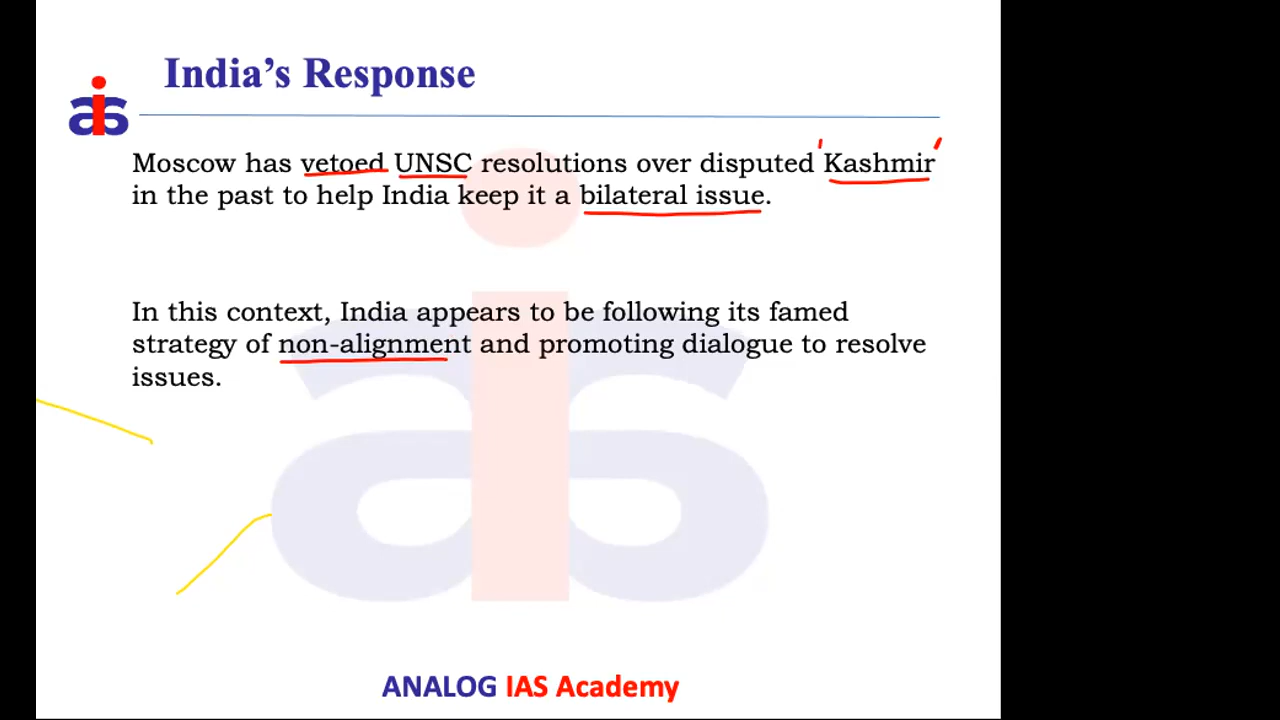 India’s Response
Moscow has vetoed UNSC resolutions over disputed 'Kashmir'
in the past to help India keep it a bilateral issue.
In this context, India appears to be following its famed
strategy of non-alignment and promoting dialogue to resolve
issues.
ANALOG IAS Academy